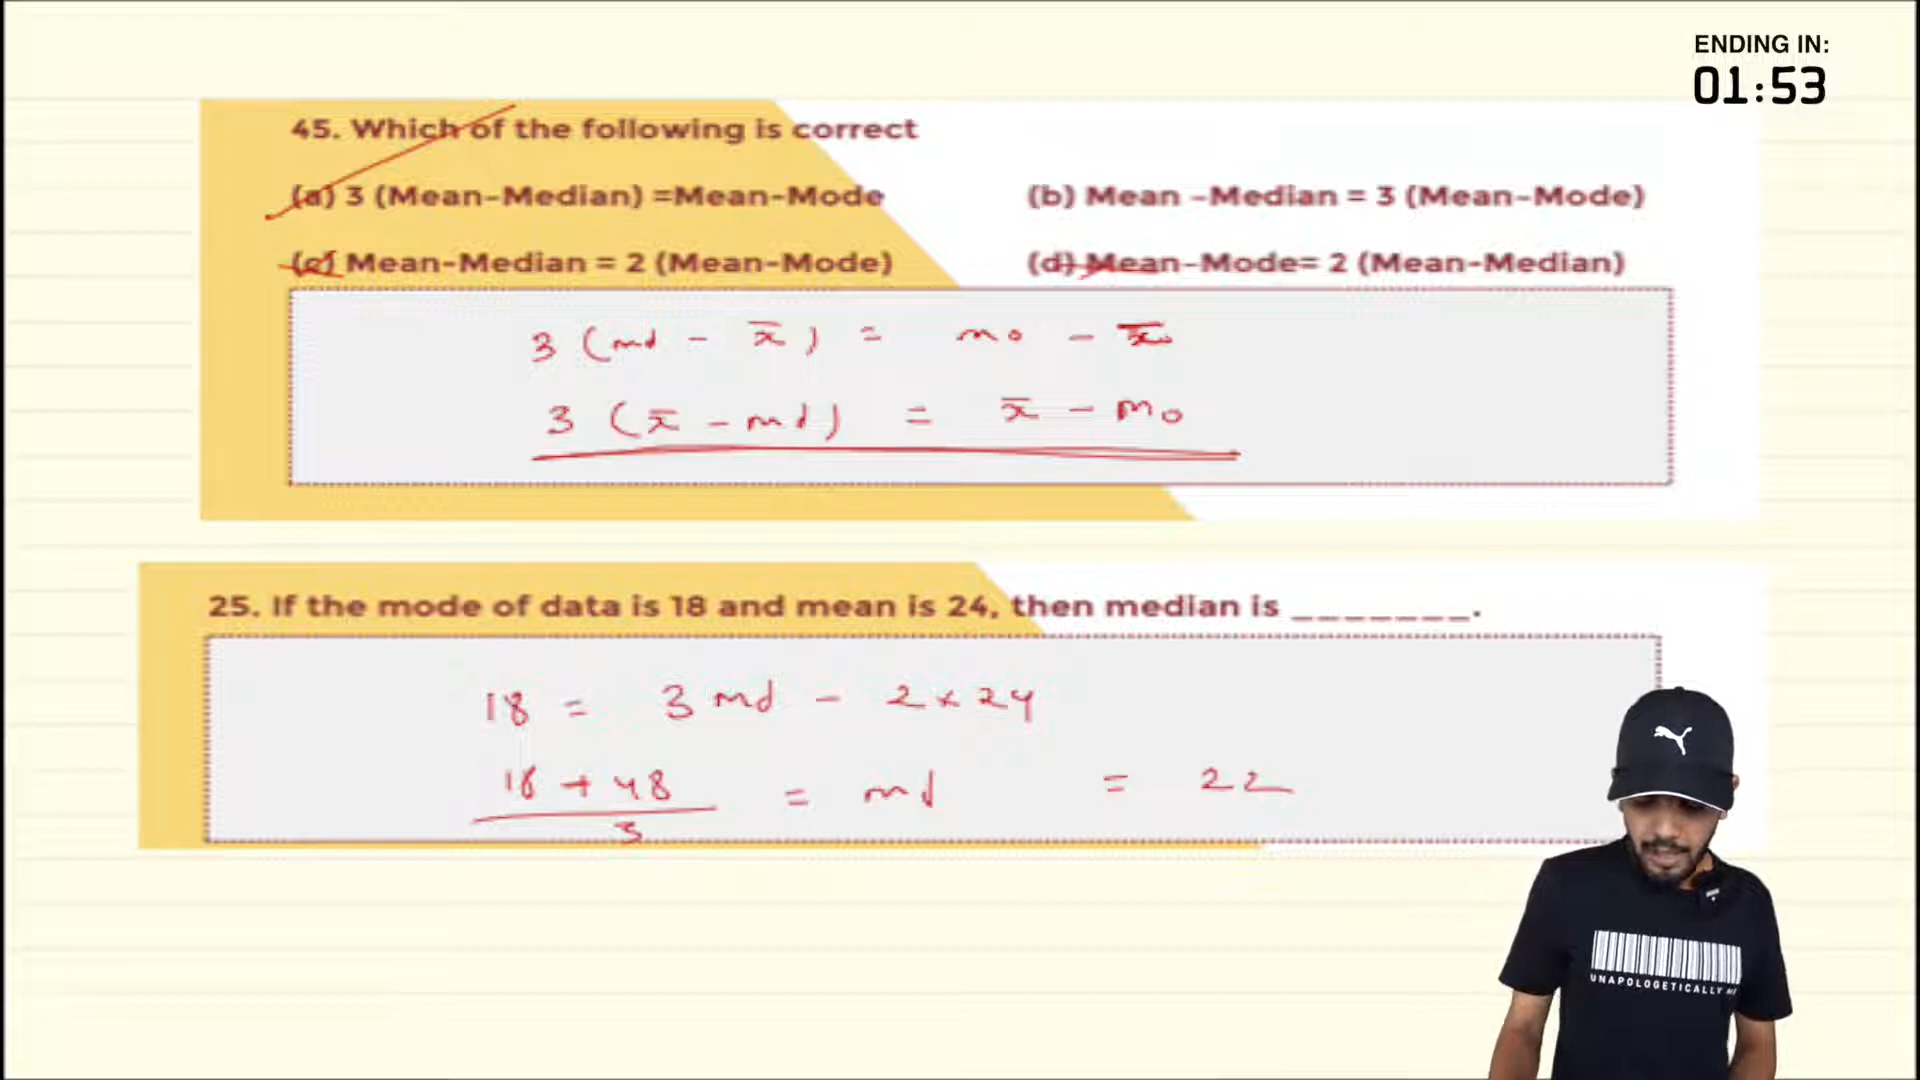 ENDING IN:
01:53
45. Which of the following is correct
(a) 3 (Mean-Median) =Mean-Mode
(b) Mean -Median = 3 (Mean-Mode)
(c) Mean-Median = 2 (Mean-Mode)
(d) Mean-Mode= 2 (Mean-Median)
3 (md - x̄) = mo - x̄
3 (x̄ - md) = x̄ - mo
25. If the mode of data is 18 and mean is 24, then median is _______.
18 = 3 md - 2 x 24
18 + 48 = md = 22
3
UNAPOLOGETICALLY